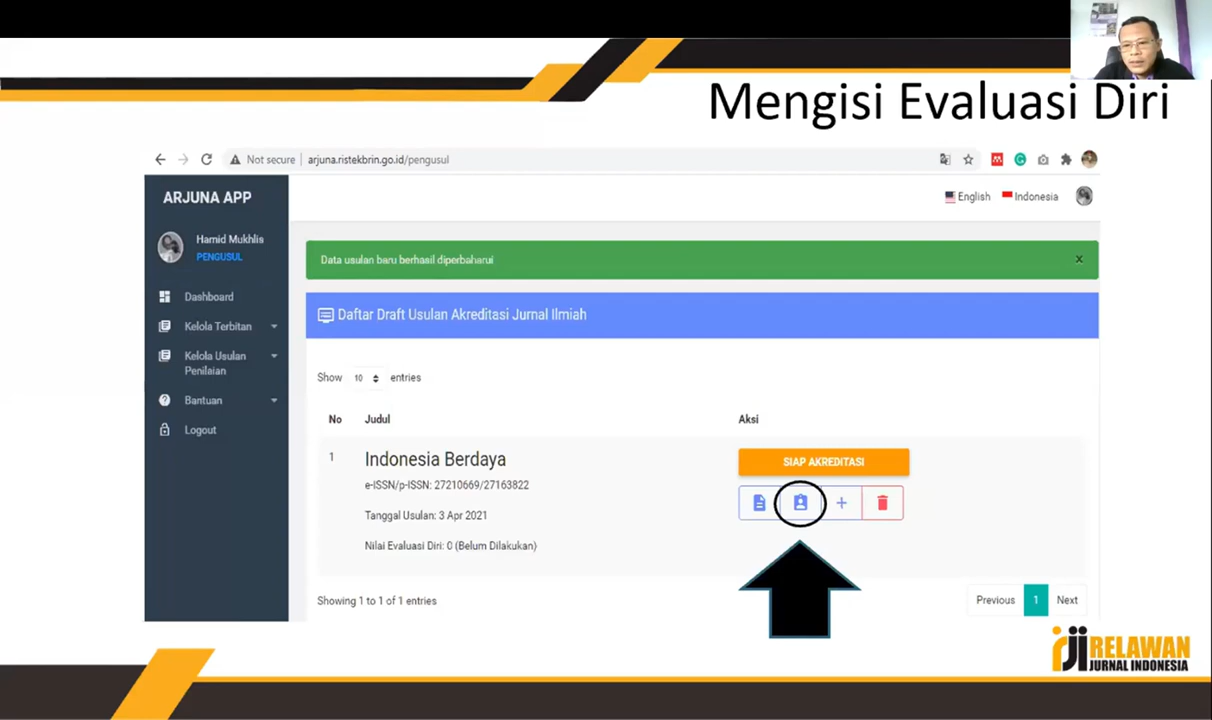 Mengisi Evaluasi Diri
Not secure | arjuna.ristekbrin.go.id/pengusul
ARJUNA APP
English Indonesia
Hamid Mukhlis
PENGUSUL
Data usulan baru berhasil diperbaharui x
Dashboard
Kelola Terbitan
Kelola Usulan
Penilaian
Bantuan
Logout
Daftar Draft Usulan Akreditasi Jurnal Ilmiah
Show 10 entries
No Judul Aksi
1 Indonesia Berdaya SIAP AKREDITASI
e-ISSN/p-ISSN: 27210669/27163822
Tanggal Usulan: 3 Apr 2021
Nilai Evaluasi Diri: 0 (Belum Dilakukan)
Showing 1 to 1 of 1 entries
Previous 1 Next
RELAWAN
JURNAL INDONESIA